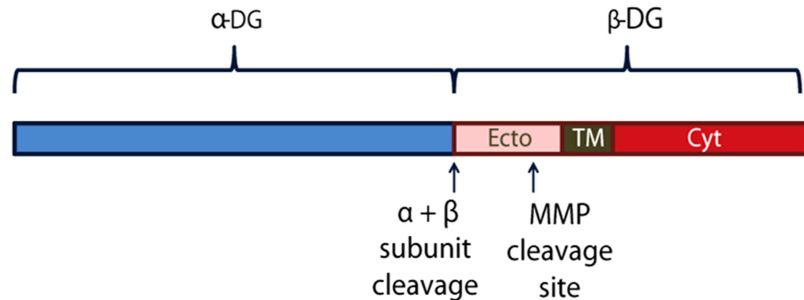 α-DG
β-DG
Ecto
TM
Cyt
α + β
subunit
cleavage
MMP
cleavage
site